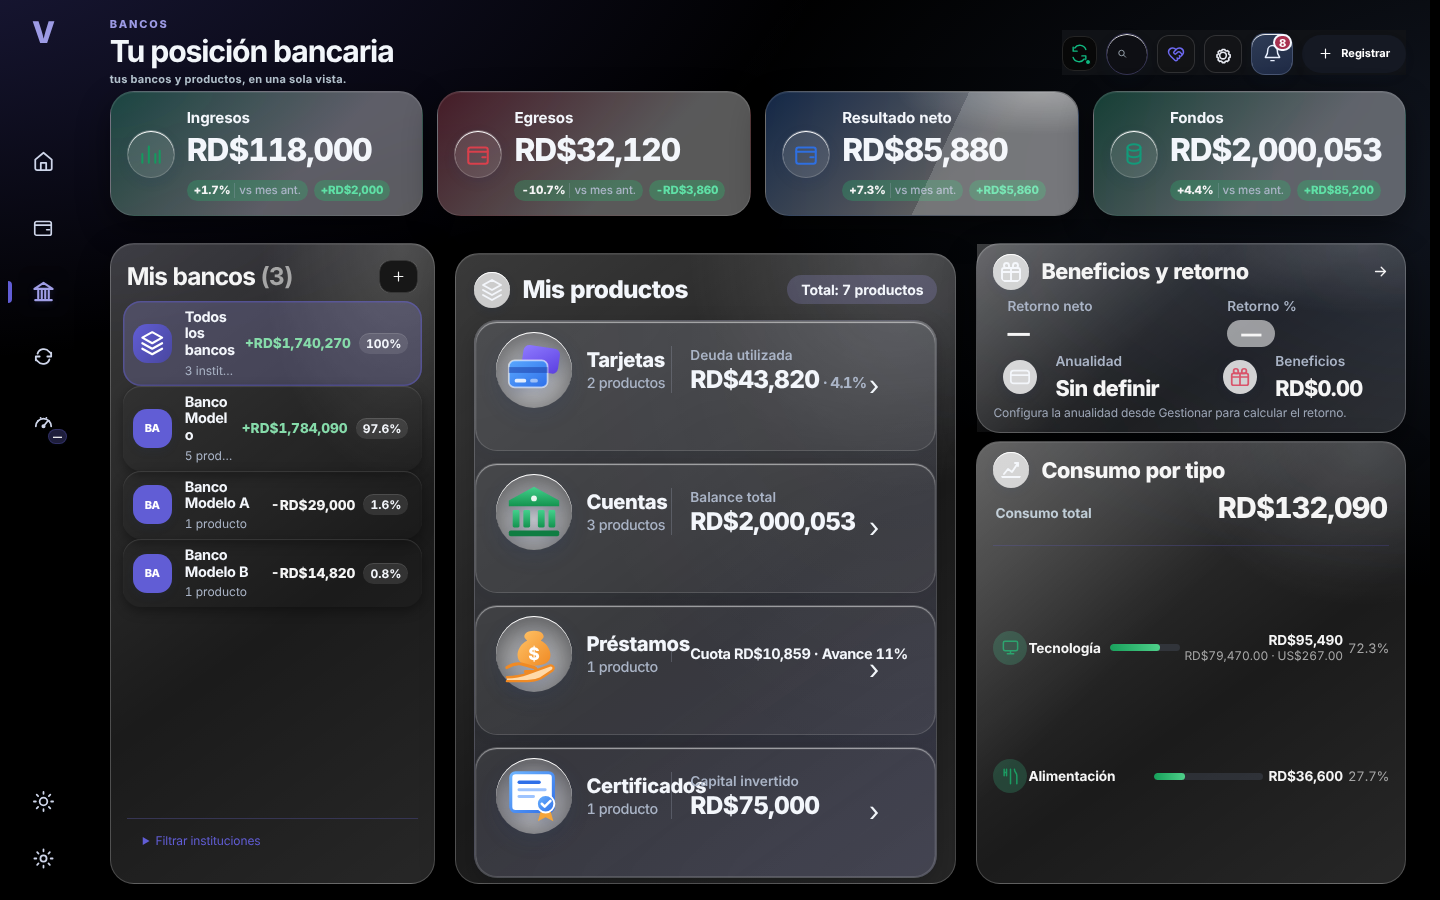 V
BANCOS
Tu posición bancaria
tus bancos y productos, en una sola vista.
8
+ Registrar
Ingresos
RD$118,000
+1.7% vs mes ant. +RD$2,000
Egresos
RD$32,120
-10.7% vs mes ant. -RD$3,860
Resultado neto
RD$85,880
+7.3% vs mes ant. +RD$5,860
Fondos
RD$2,000,053
+4.4% vs mes ant. +RD$85,200
Mis bancos (3)
+
Todos
los
bancos
3 instit...
+RD$1,740,270 100%
BA
Banco
Model
o
5 prod...
+RD$1,784,090 97.6%
BA
Banco
Modelo A
1 producto
-RD$29,000 1.6%
BA
Banco
Modelo B
1 producto
-RD$14,820 0.8%
Filtrar instituciones
Mis productos
Total: 7 productos
Tarjetas
2 productos
Deuda utilizada
RD$43,820 · 4.1%
Cuentas
3 productos
Balance total
RD$2,000,053
Préstamos
1 producto
Cuota RD$10,859 · Avance 11%
Certificados
1 producto
Capital invertido
RD$75,000
Beneficios y retorno
Retorno neto
—
Retorno %
—
Anualidad
Sin definir
Beneficios
RD$0.00
Configura la anualidad desde Gestionar para calcular el retorno.
Consumo por tipo
Consumo total RD$132,090
Tecnología
RD$95,490
RD$79,470.00 · US$267.00
72.3%
Alimentación RD$36,600 27.7%